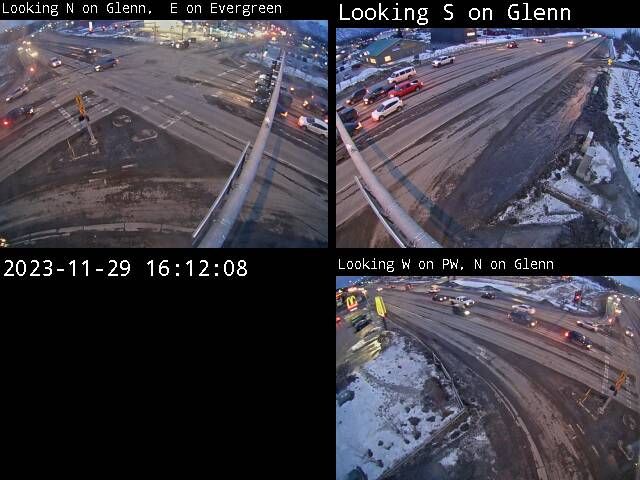 Looking N on Glenn,  E on Evergreen
Looking S on Glenn
2023-11-29 16:12:08
Looking W on PW, N on Glenn